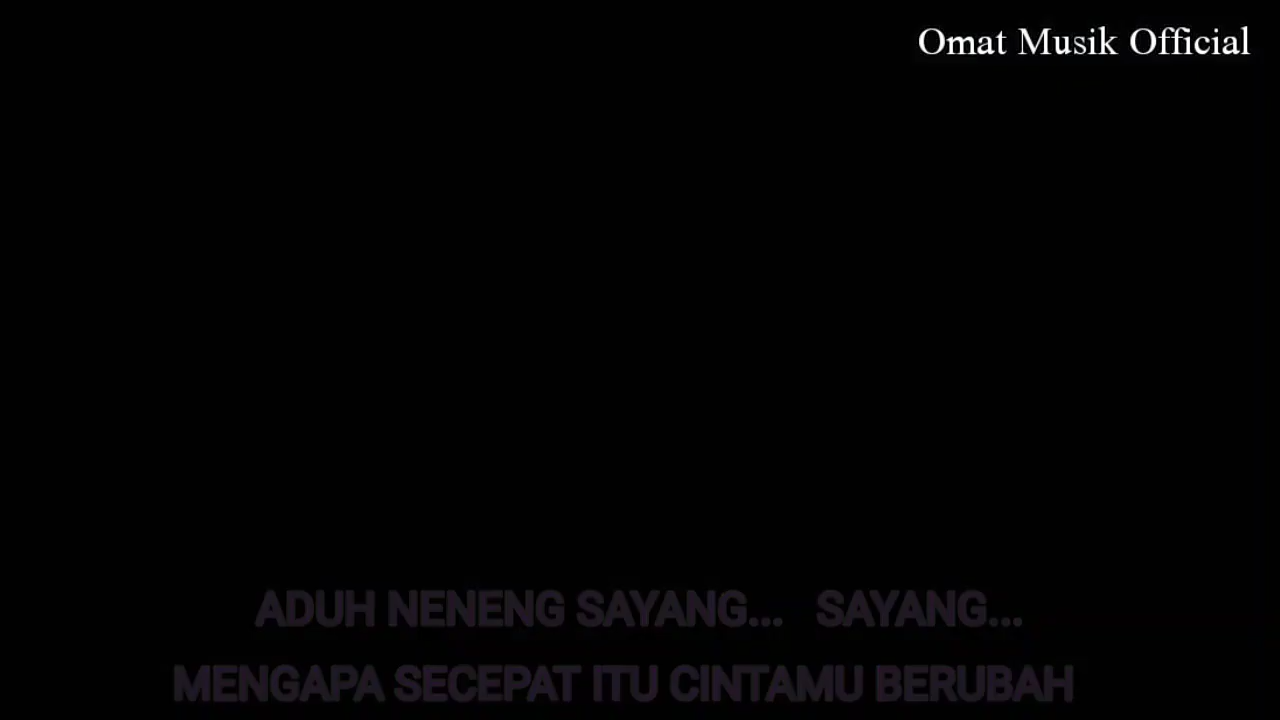 Omat Musik Official
ADUH NENENG SAYANG... SAYANG...
MENGAPA SECEPAT ITU CINTAMU BERUBAH